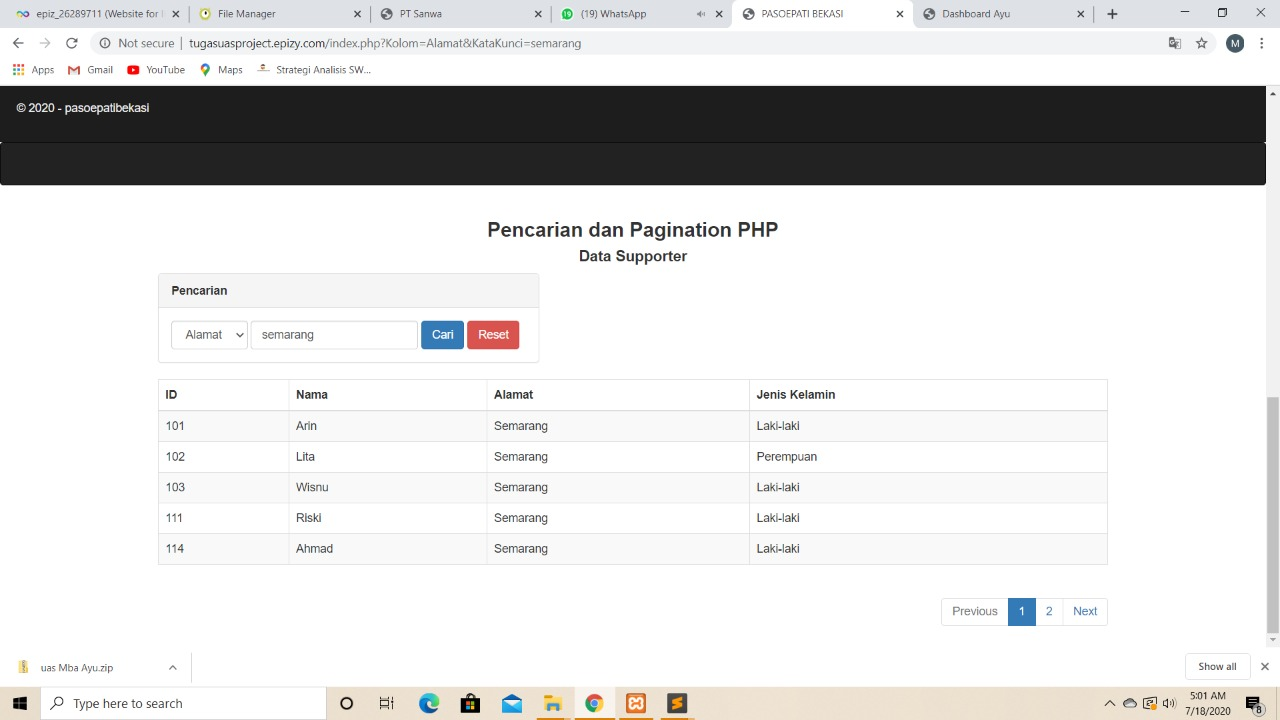 epiz_26289711 (Website for
File Manager
PT Sanwa
(19) WhatsApp
PASOEPATI BEKASI
Dashboard Ayu
Not secure | tugasuasproject.epizy.com/index.php?Kolom=Alamat&KataKunci=semarang
M
Apps Gmail YouTube Maps Strategi Analisis SW...
© 2020 - pasoepatibekasi
Pencarian dan Pagination PHP
Data Supporter
Pencarian
Alamat semarang Cari Reset
ID Nama Alamat Jenis Kelamin
101 Arin Semarang Laki-laki
102 Lita Semarang Perempuan
103 Wisnu Semarang Laki-laki
111 Riski Semarang Laki-laki
114 Ahmad Semarang Laki-laki
Previous 1 2 Next
uas Mba Ayu.zip
Show all
Type here to search
5:01 AM
7/18/2020
8